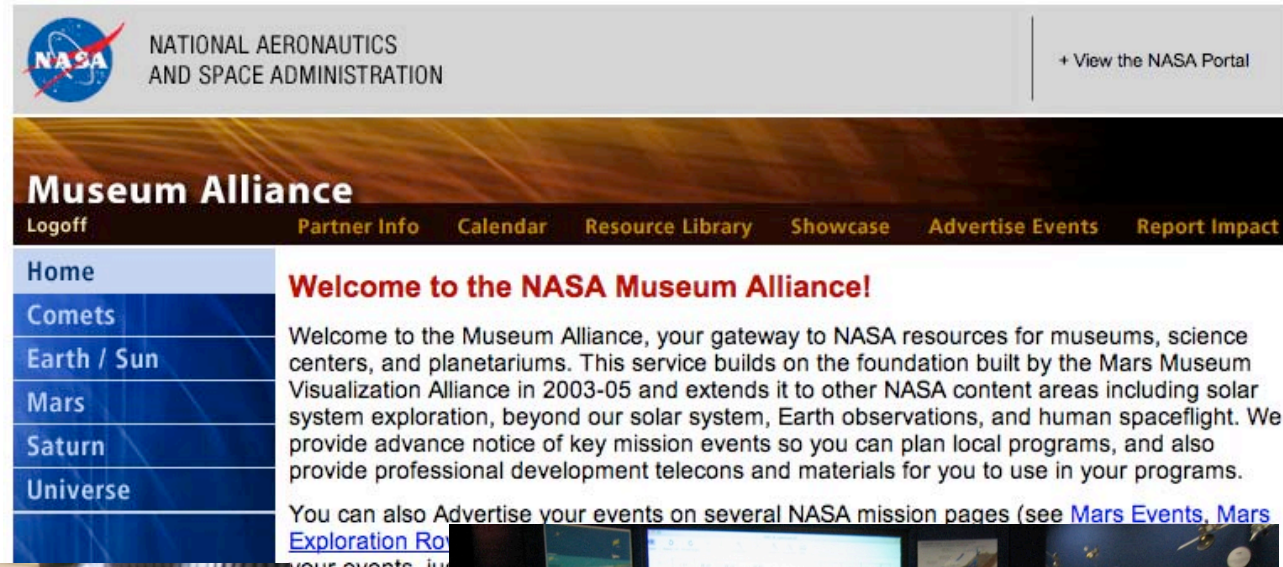 NASA
NATIONAL AERONAUTICS
AND SPACE ADMINISTRATION
+ View the NASA Portal
Museum Alliance
Logoff
Partner Info Calendar Resource Library Showcase Advertise Events Report Impact
Home
Comets
Earth / Sun
Mars
Saturn
Universe
Welcome to the NASA Museum Alliance!
Welcome to the Museum Alliance, your gateway to NASA resources for museums, science
centers, and planetariums. This service builds on the foundation built by the Mars Museum
Visualization Alliance in 2003-05 and extends it to other NASA content areas including solar
system exploration, beyond our solar system, Earth observations, and human spaceflight. We
provide advance notice of key mission events so you can plan local programs, and also
provide professional development telecons and materials for you to use in your programs.
You can also Advertise your events on several NASA mission pages (see Mars Events, Mars
Exploration
your events,